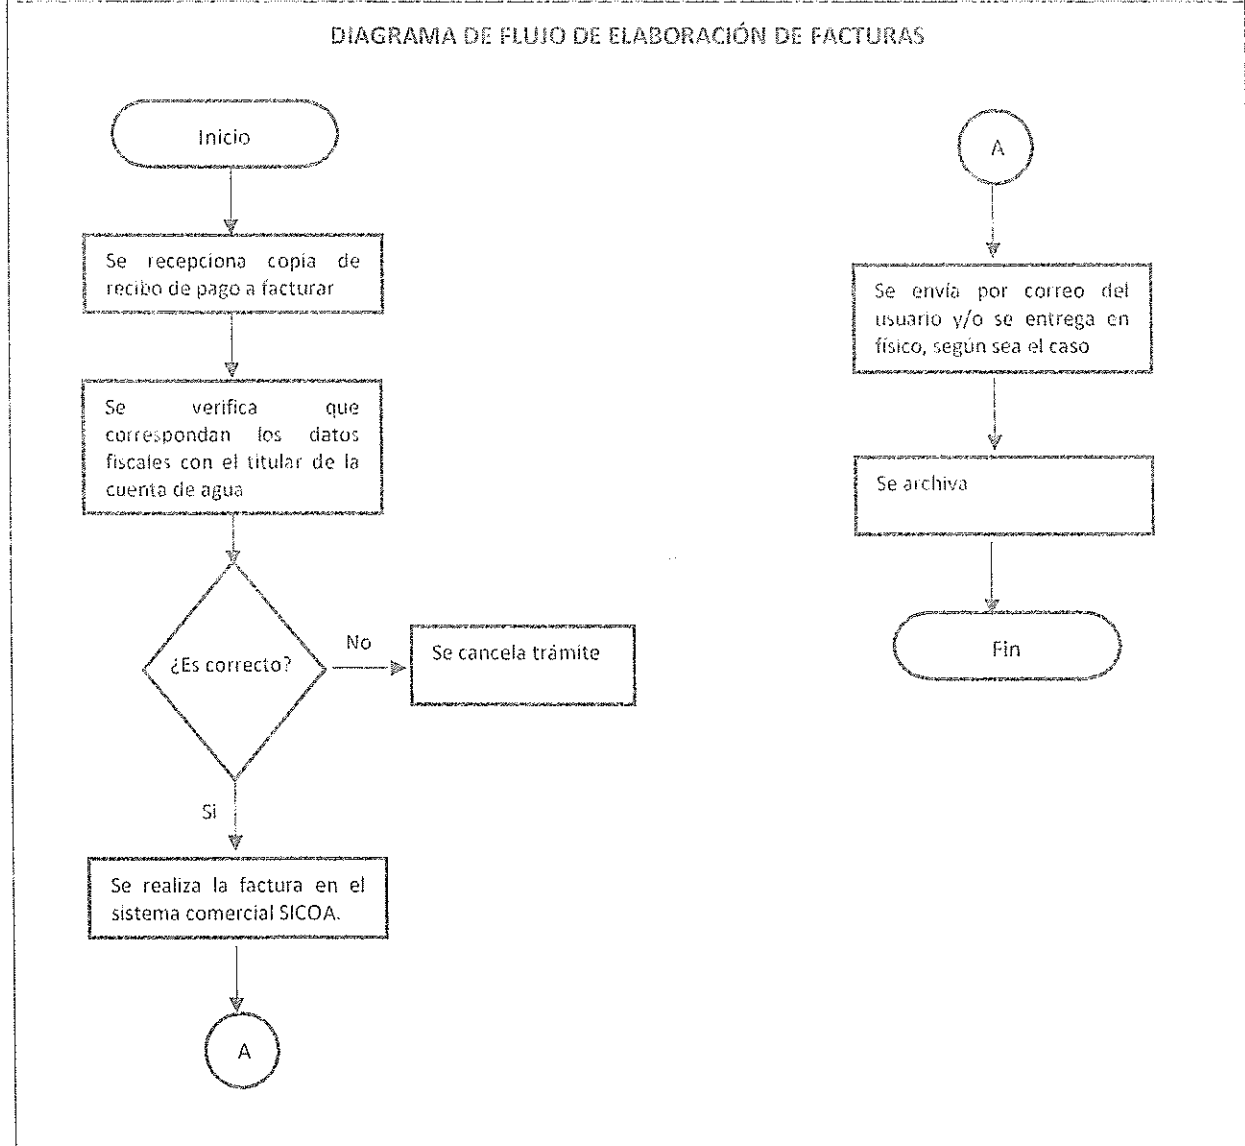 DIAGRAMA DE FLUJO DE ELABORACIÓN DE FACTURAS
Inicio
Se recepciona copia de
recibo de pago a facturar
Se verifica que
correspondan los datos
fiscales con el titular de la
cuenta de agua
¿Es correcto?
No
Se cancela trámite
Si
Se realiza la factura en el
sistema comercial SICOA.
A
A
Se envía por correo del
usuario y/o se entrega en
físico, según sea el caso
Se archiva
Fin